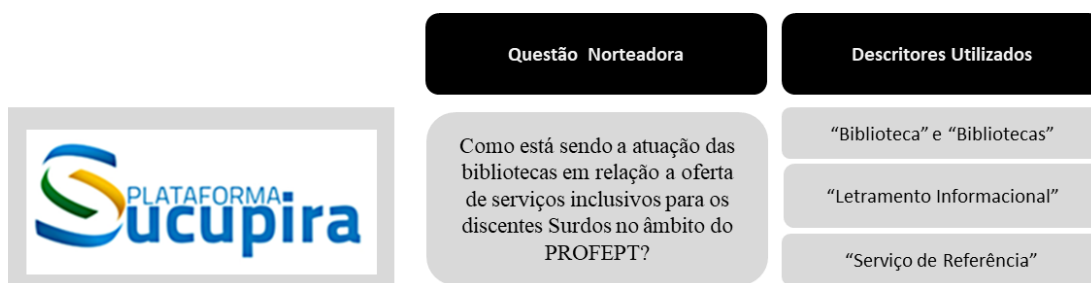 Questão Norteadora
Descritores Utilizados
PLATAFORMA
Sucupira
Como está sendo a atuação das
bibliotecas em relação a oferta
de serviços inclusivos para os
discentes Surdos no âmbito do
PROFEPT?
“Biblioteca” e “Bibliotecas”
“Letramento Informacional”
“Serviço de Referência”